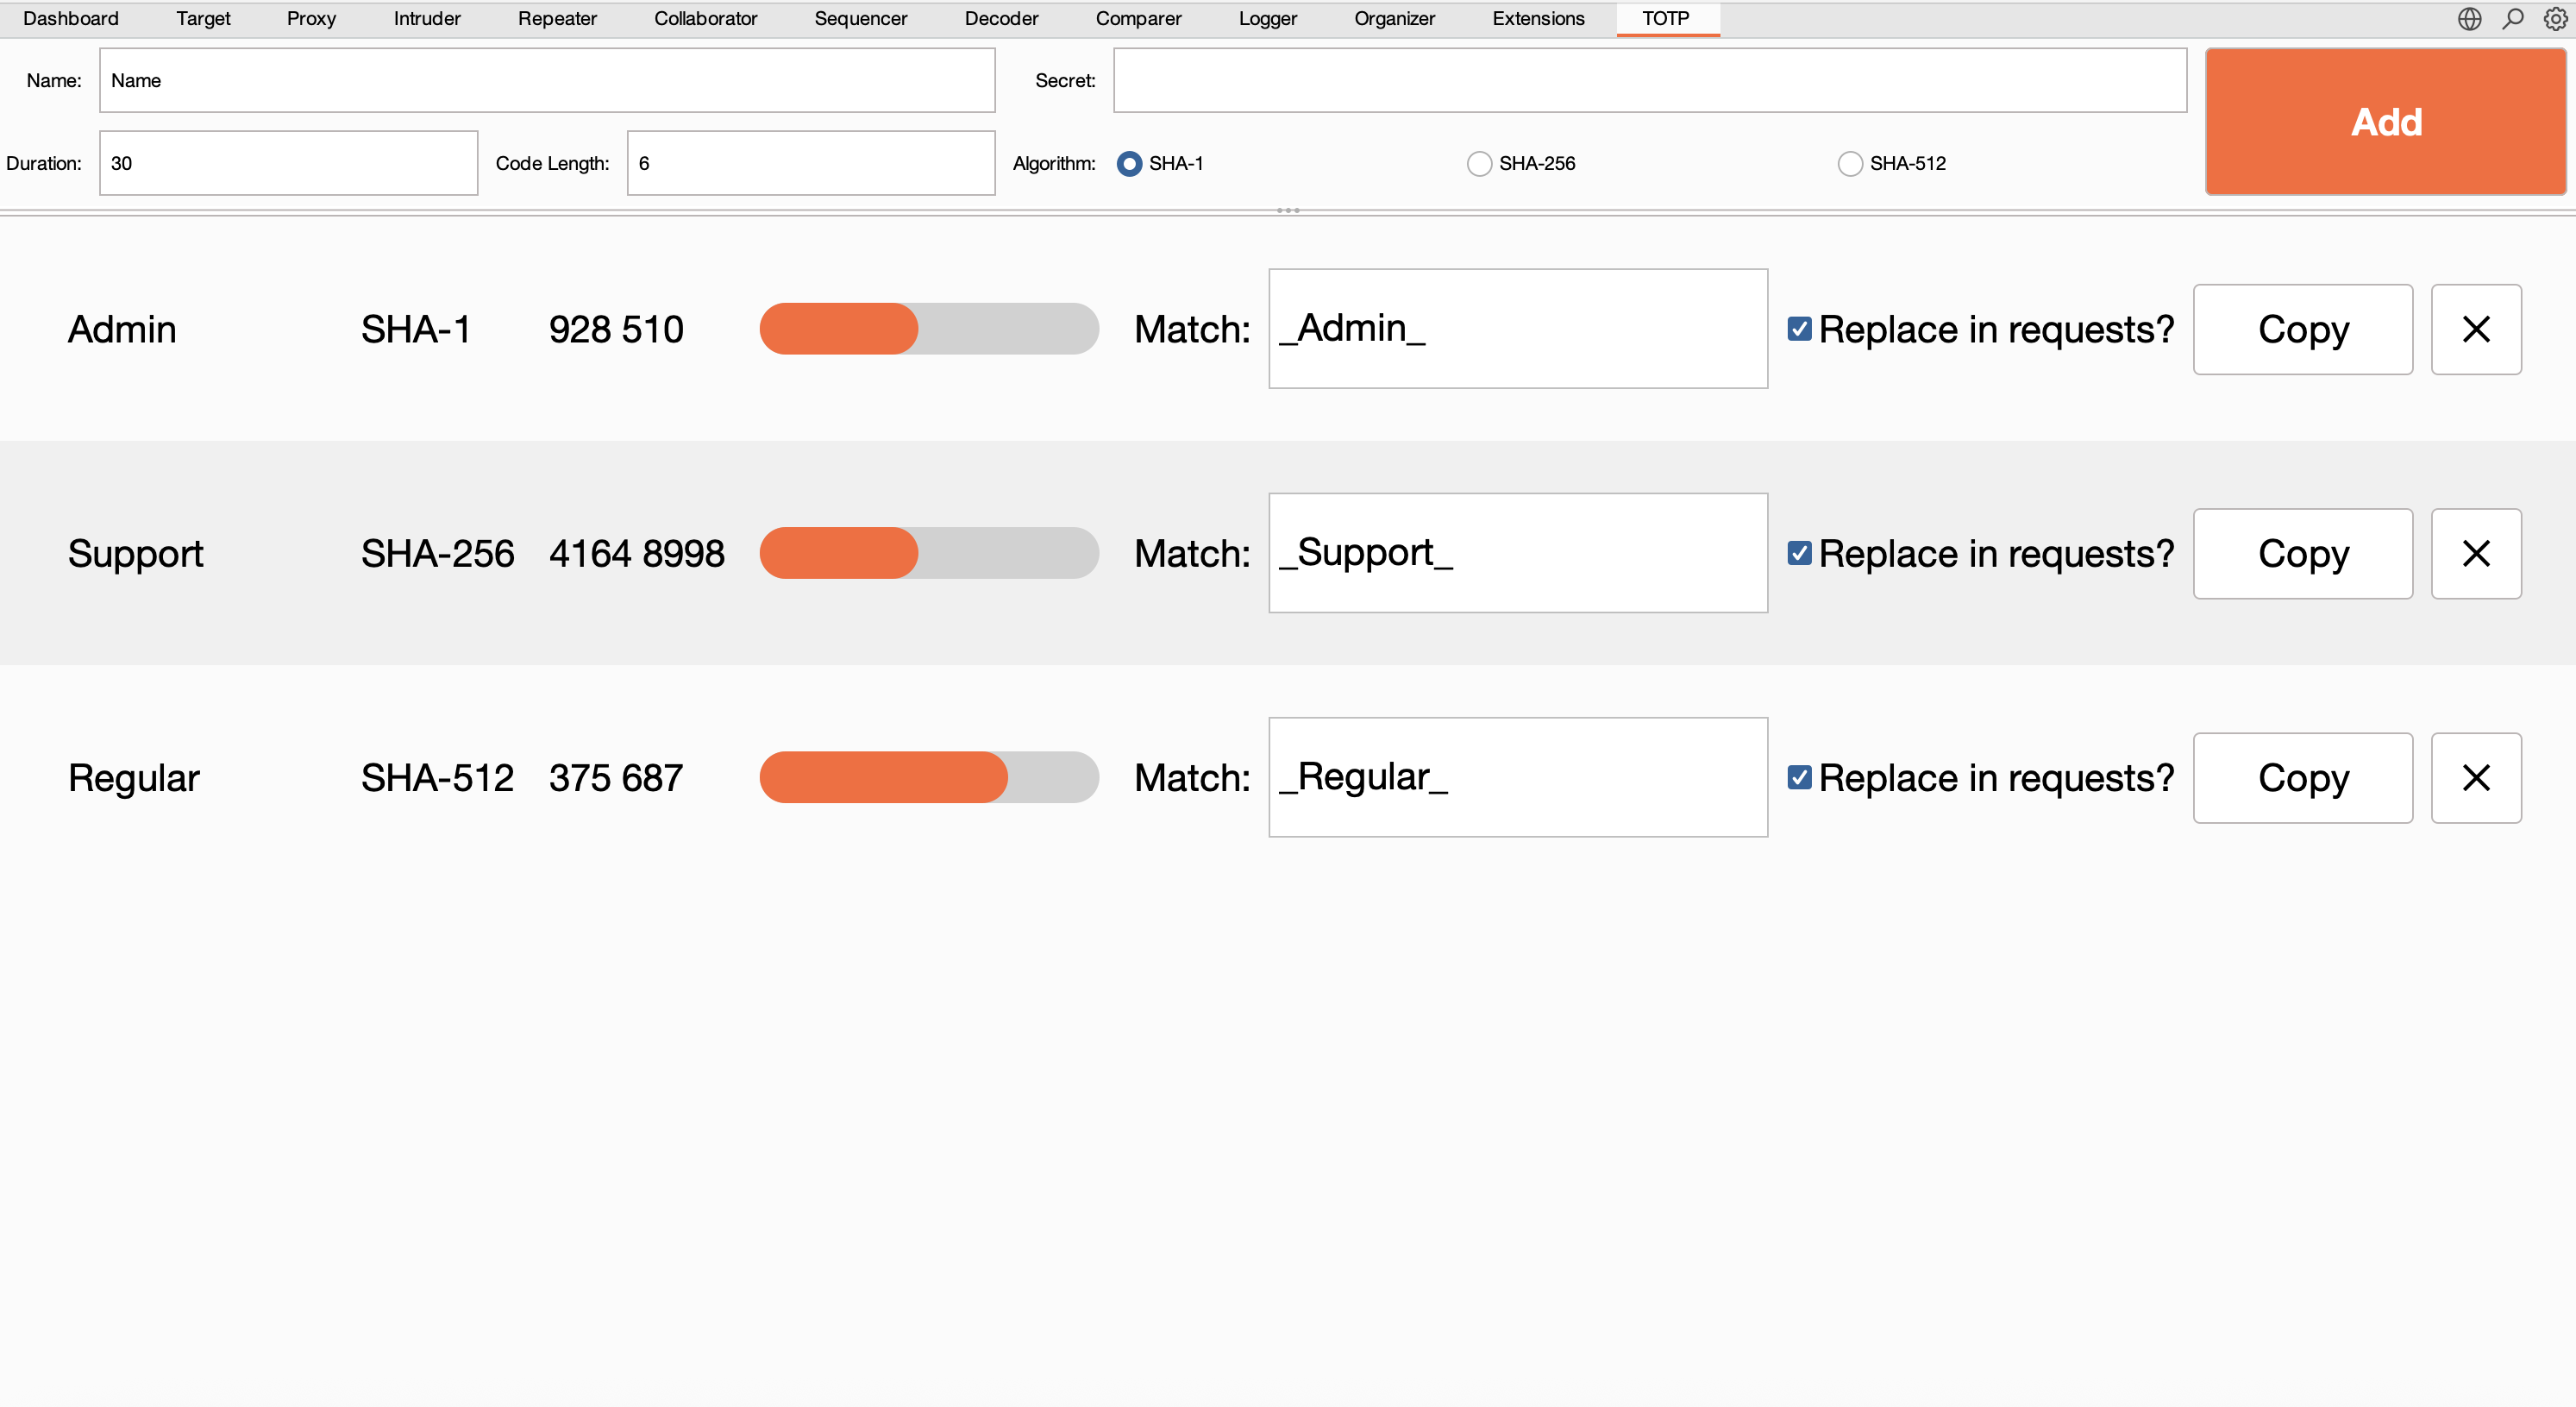 Dashboard Target Proxy Intruder Repeater Collaborator Sequencer Decoder Comparer Logger Organizer Extensions TOTP
Name: Name Secret: Add
Duration: 30 Code Length: 6 Algorithm: SHA-1 SHA-256 SHA-512
Admin SHA-1 928 510 Match: _Admin_ Replace in requests? Copy
Support SHA-256 4164 8998 Match: _Support_ Replace in requests? Copy
Regular SHA-512 375 687 Match: _Regular_ Replace in requests? Copy